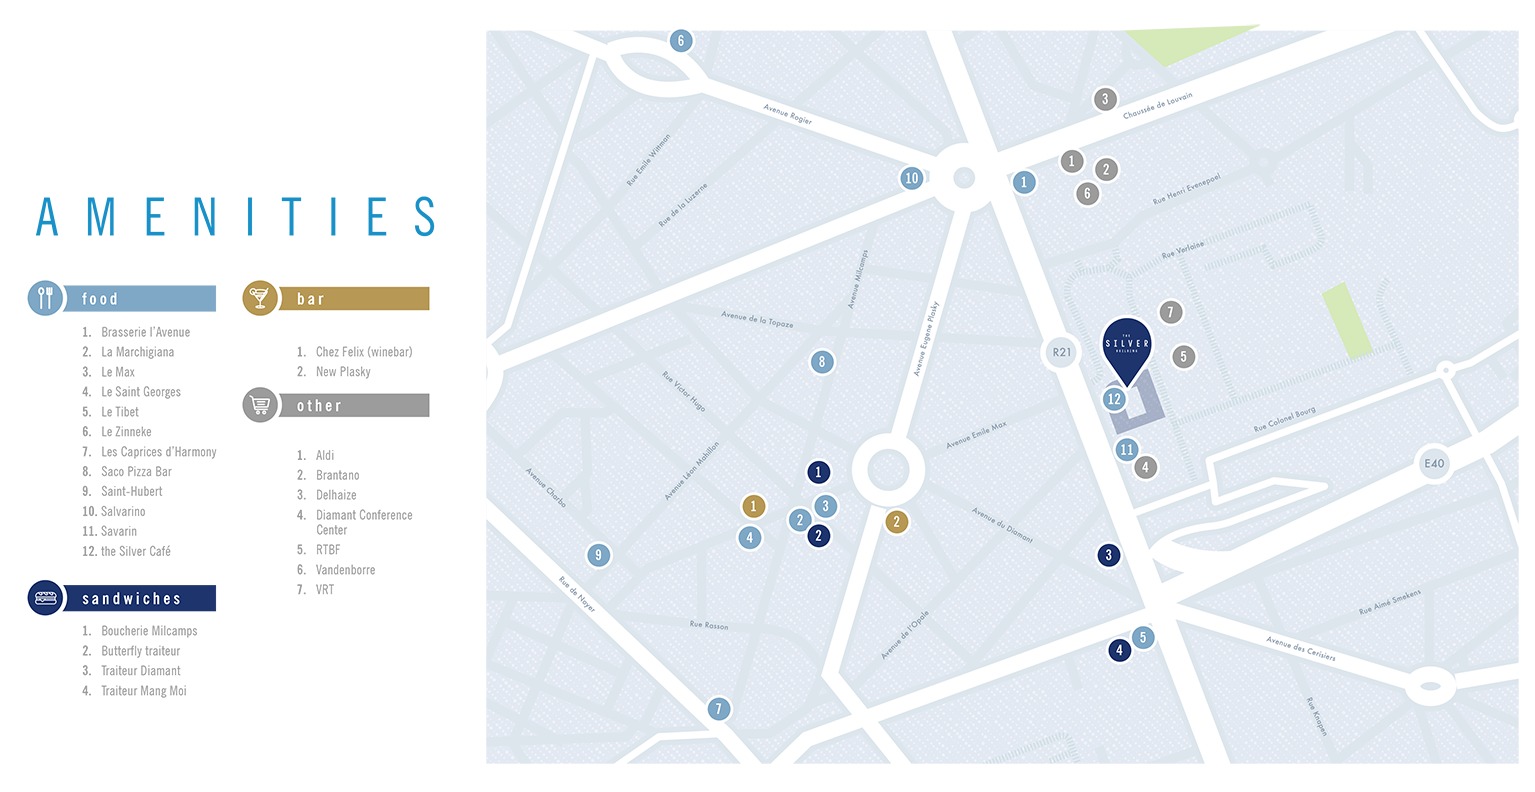 AMENITIES
food
1. Brasserie l'Avenue
2. La Marchigiana
3. Le Max
4. Le Saint Georges
5. Le Tibet
6. Le Zinneke
7. Les Caprices d'Harmony
8. Saco Pizza Bar
9. Saint-Hubert
10. Salvarino
11. Savarin
12. the Silver Café
sandwiches
1. Boucherie Milcamps
2. Butterfly traiteur
3. Traiteur Diamant
4. Traiteur Mang Moi
bar
1. Chez Felix (winebar)
2. New Plasky
other
1. Aldi
2. Brantano
3. Delhaize
4. Diamant Conference
Center
5. RTBF
6. Vandenborre
7. VRT
6
Avenue Rogier
3
Chaussée de Louvain
Rue Emile Wittman
1
2
10
1
6
Rue de la Luzerne
Rue Henri Evenepoel
Rue Verlaine
Avenue Milcamps
Avenue de la Topaze
Avenue Eugene Plasky
7
THE
SILVER
BUILDING
R21
5
8
Rue Victor Hugo
12
Rue Colonel Bourg
Avenue Emile Max
11
4
E40
Avenue Léon Mahillon
1
Avenue Charbo
1
3
2
2
4
2
Avenue du Diamant
9
3
Rue de Noyer
Rue Aimé Smekens
Rue Rasson
Avenue de l'Opale
5
4
Avenue des Cerisiers
7
Rue Knapen